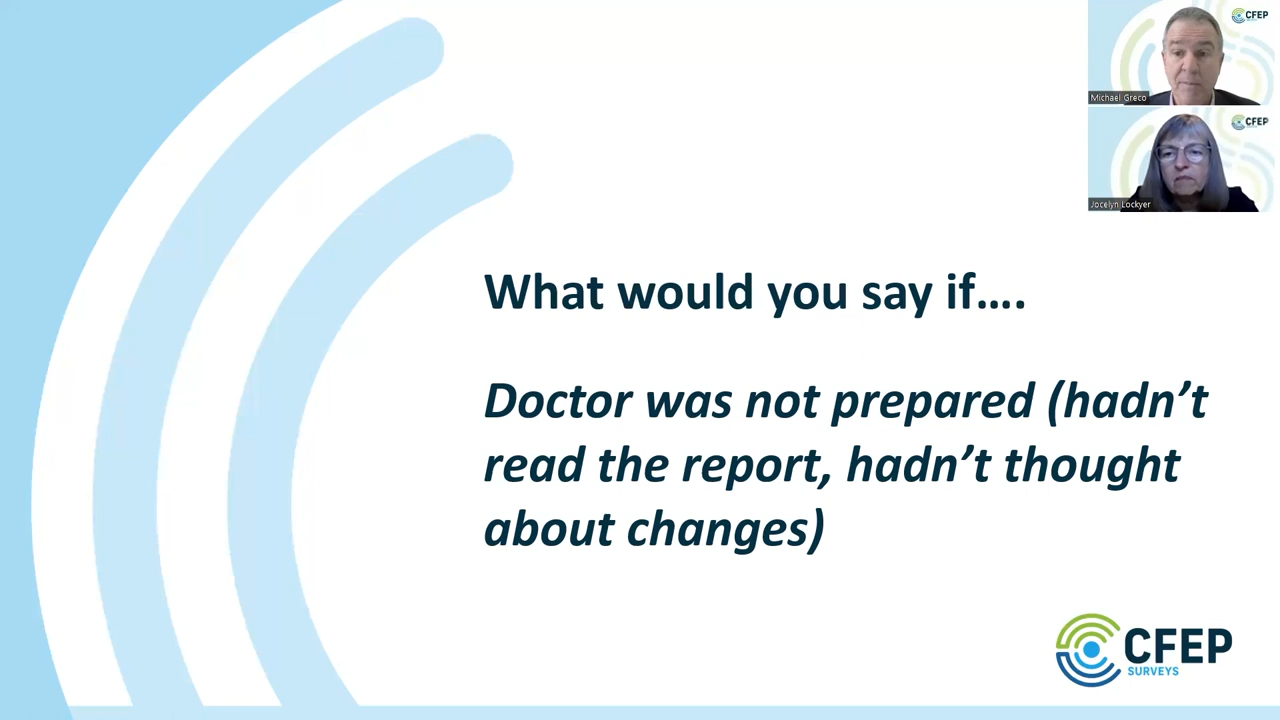 CFEP
Michael Greco
CFEP
Jocelyn Lockyer
What would you say if....
Doctor was not prepared (hadn’t
read the report, hadn’t thought
about changes)
CFEP
SURVEYS